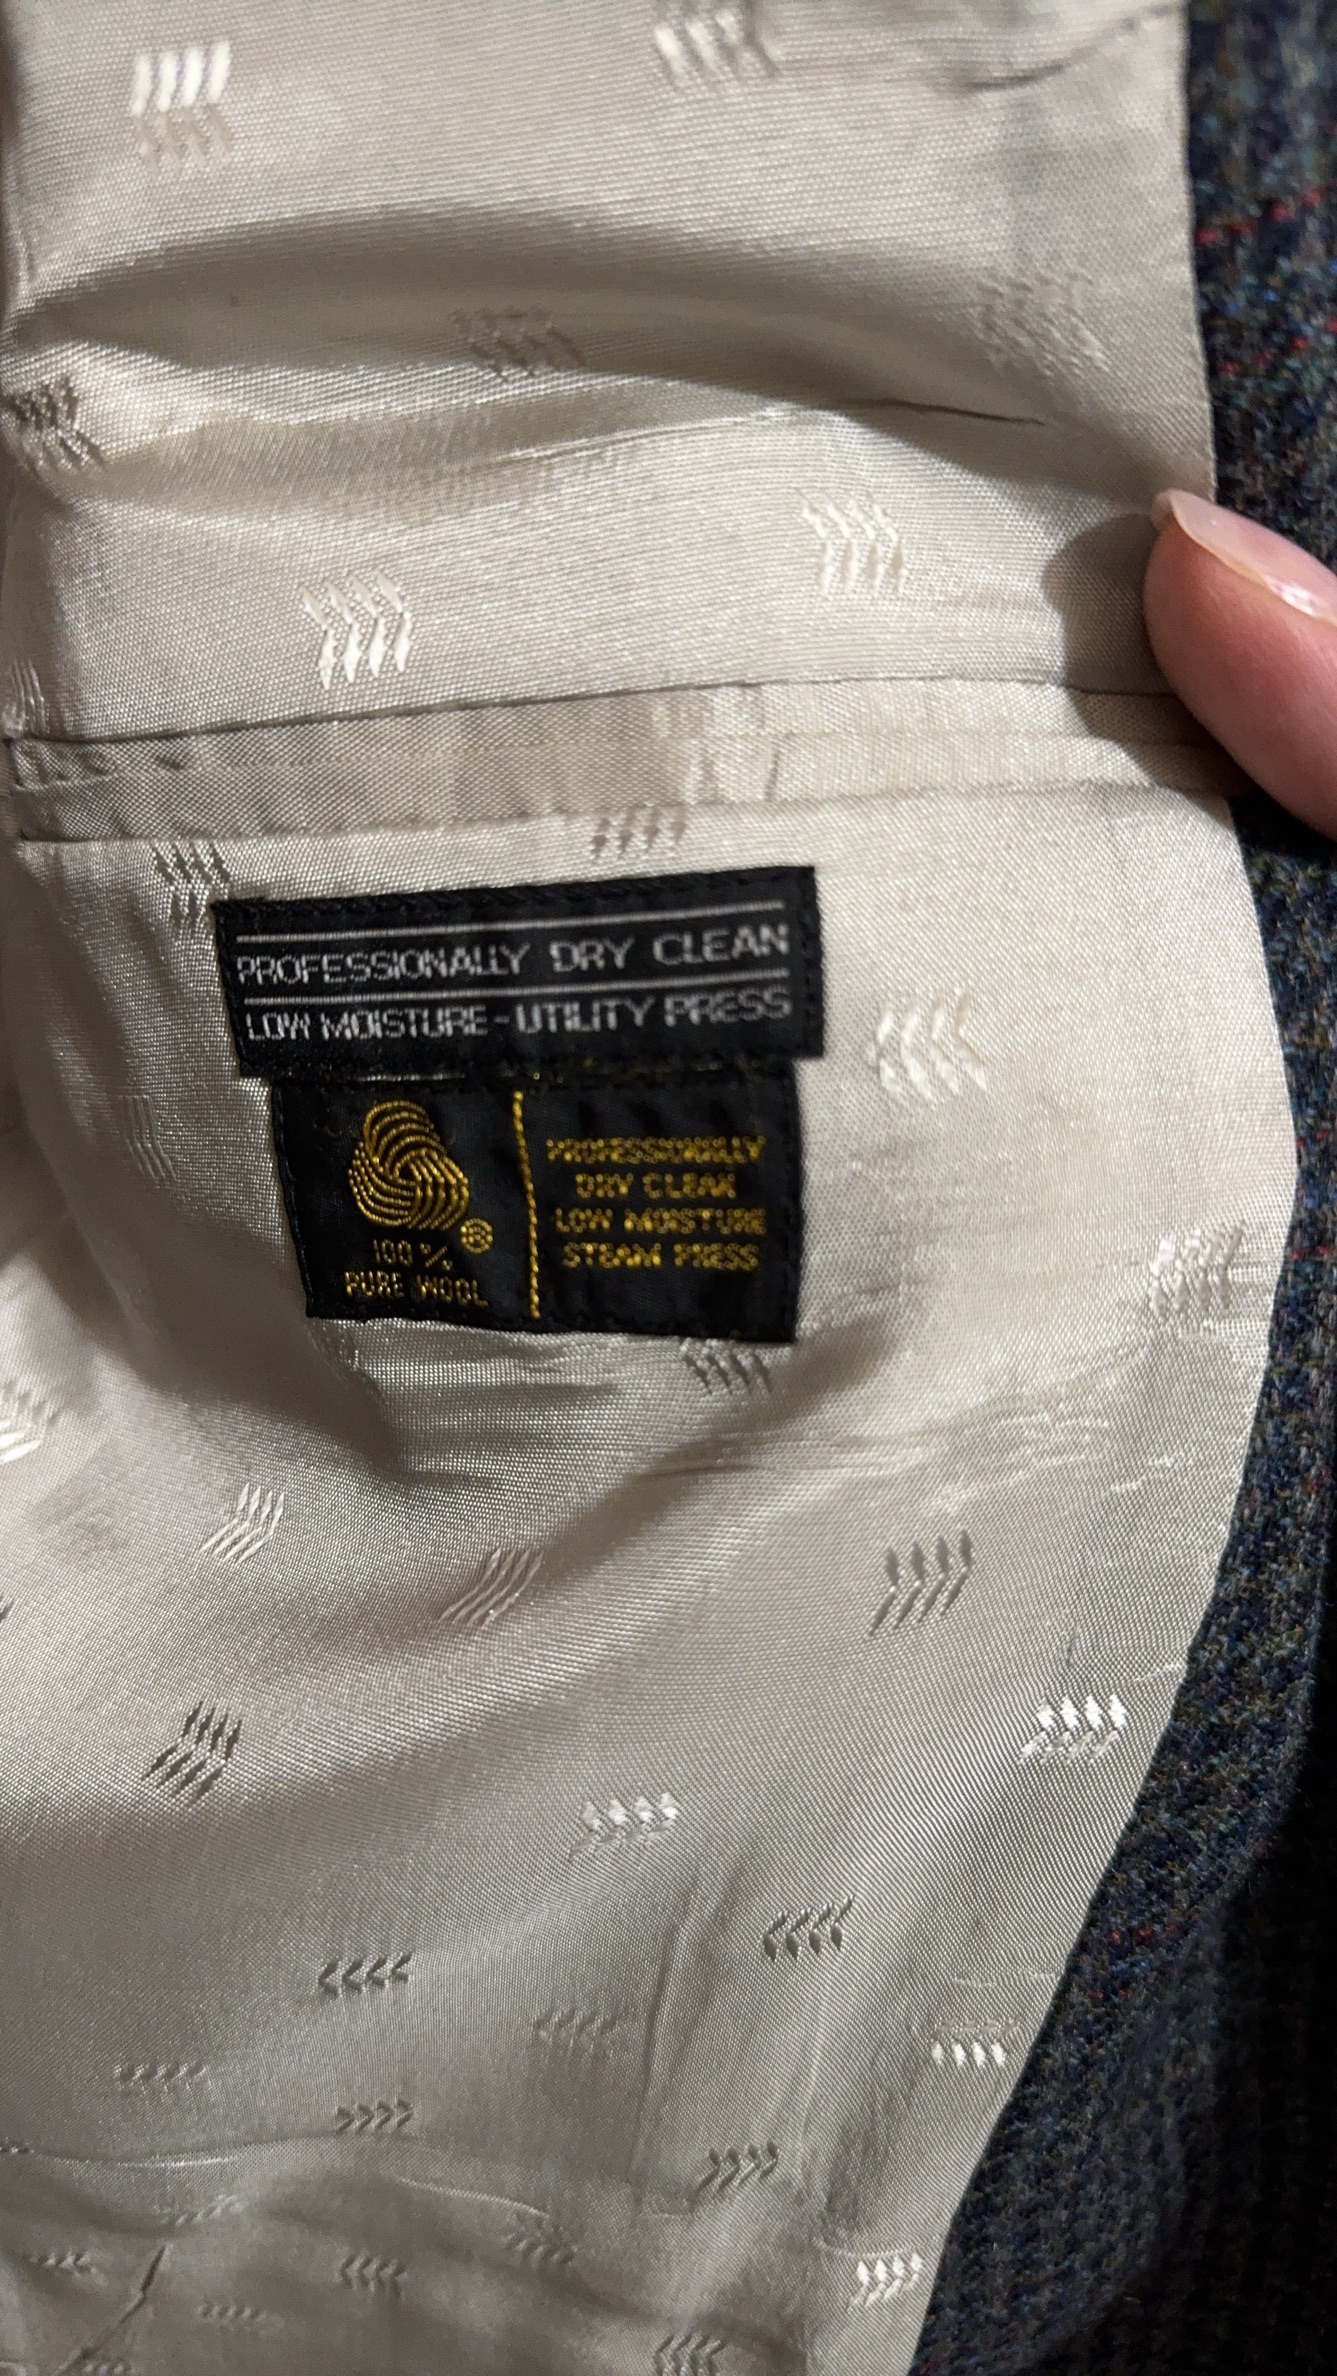 PROFESSIONALLY DRY CLEAN
LOW MOISTURE-UTILITY PRESS
100%
PURE WOOL
®
PROFESSIONALLY
DRY CLEAN
LOW MOISTURE
STEAM PRESS